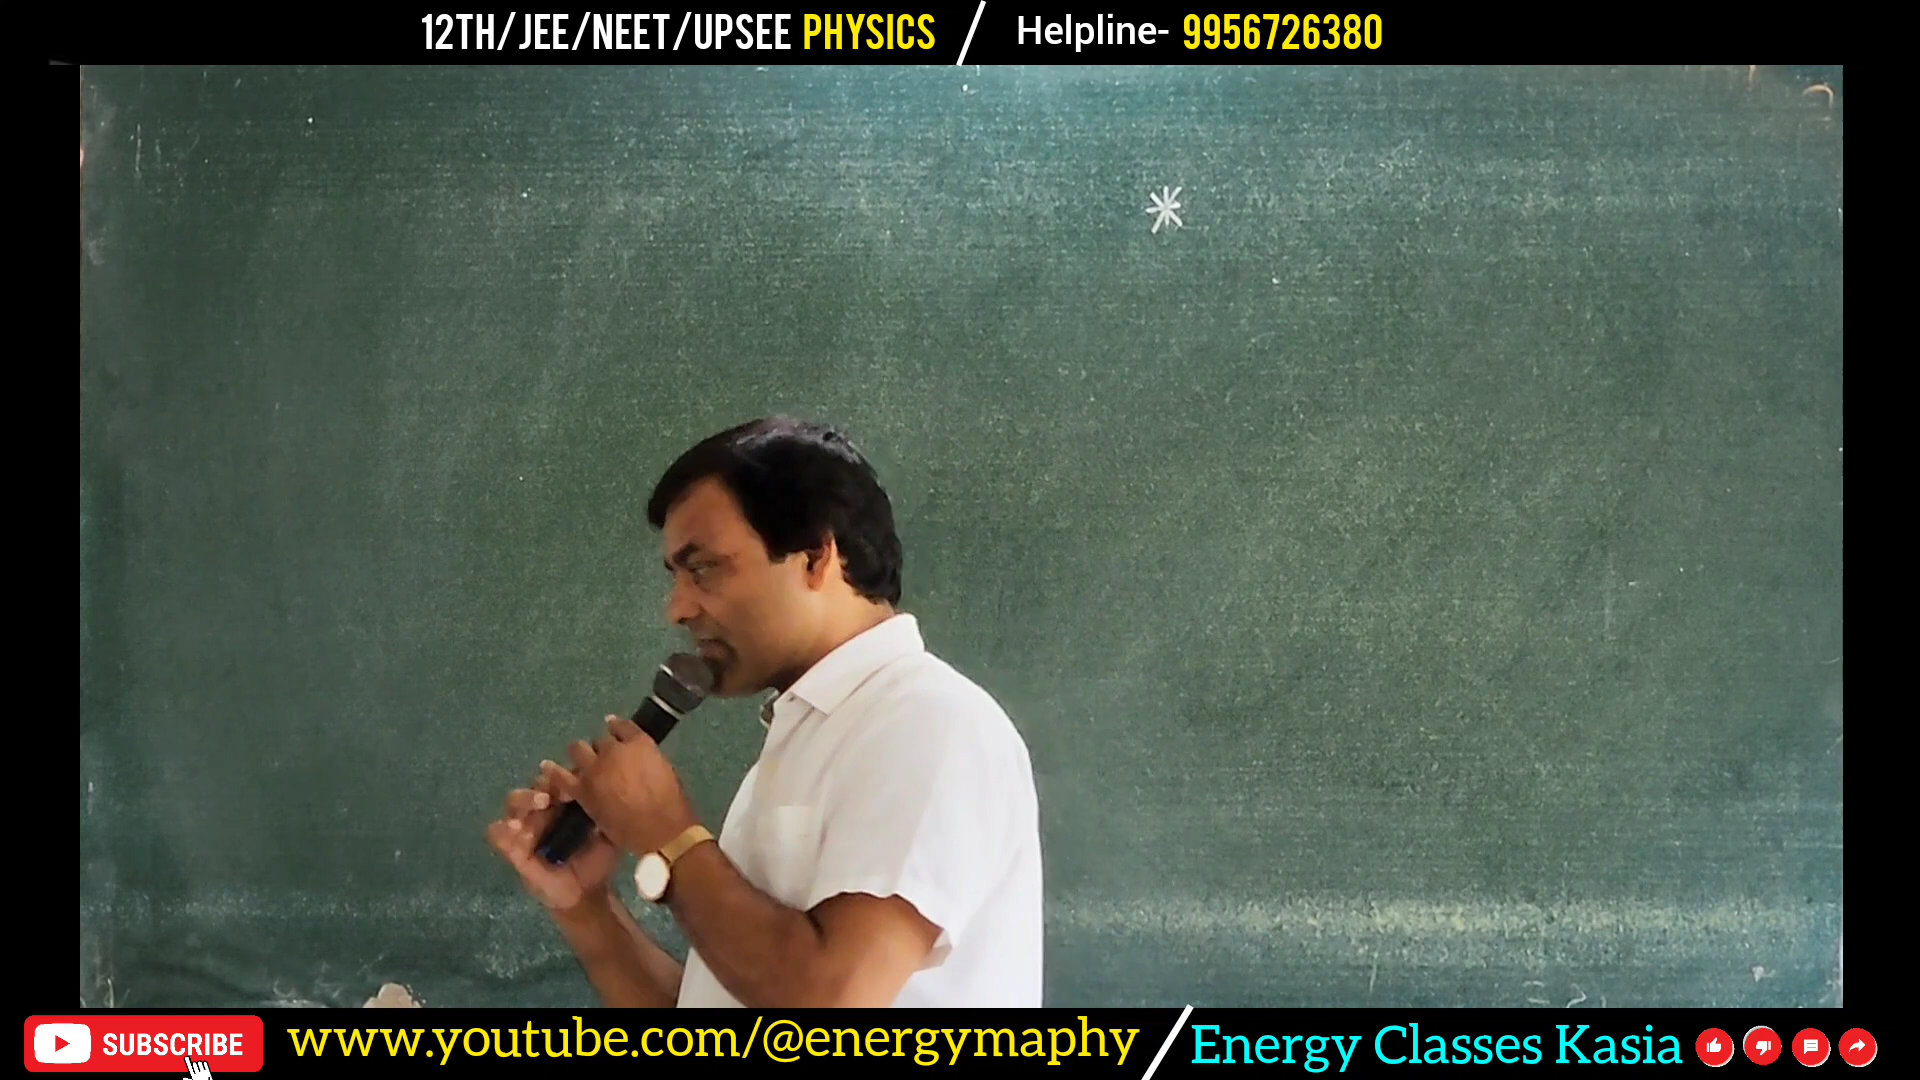 12TH/JEE/NEET/UPSEE PHYSICS / Helpline- 9956726380
*
SUBSCRIBE www.youtube.com/@energymaphy / Energy Classes Kasia